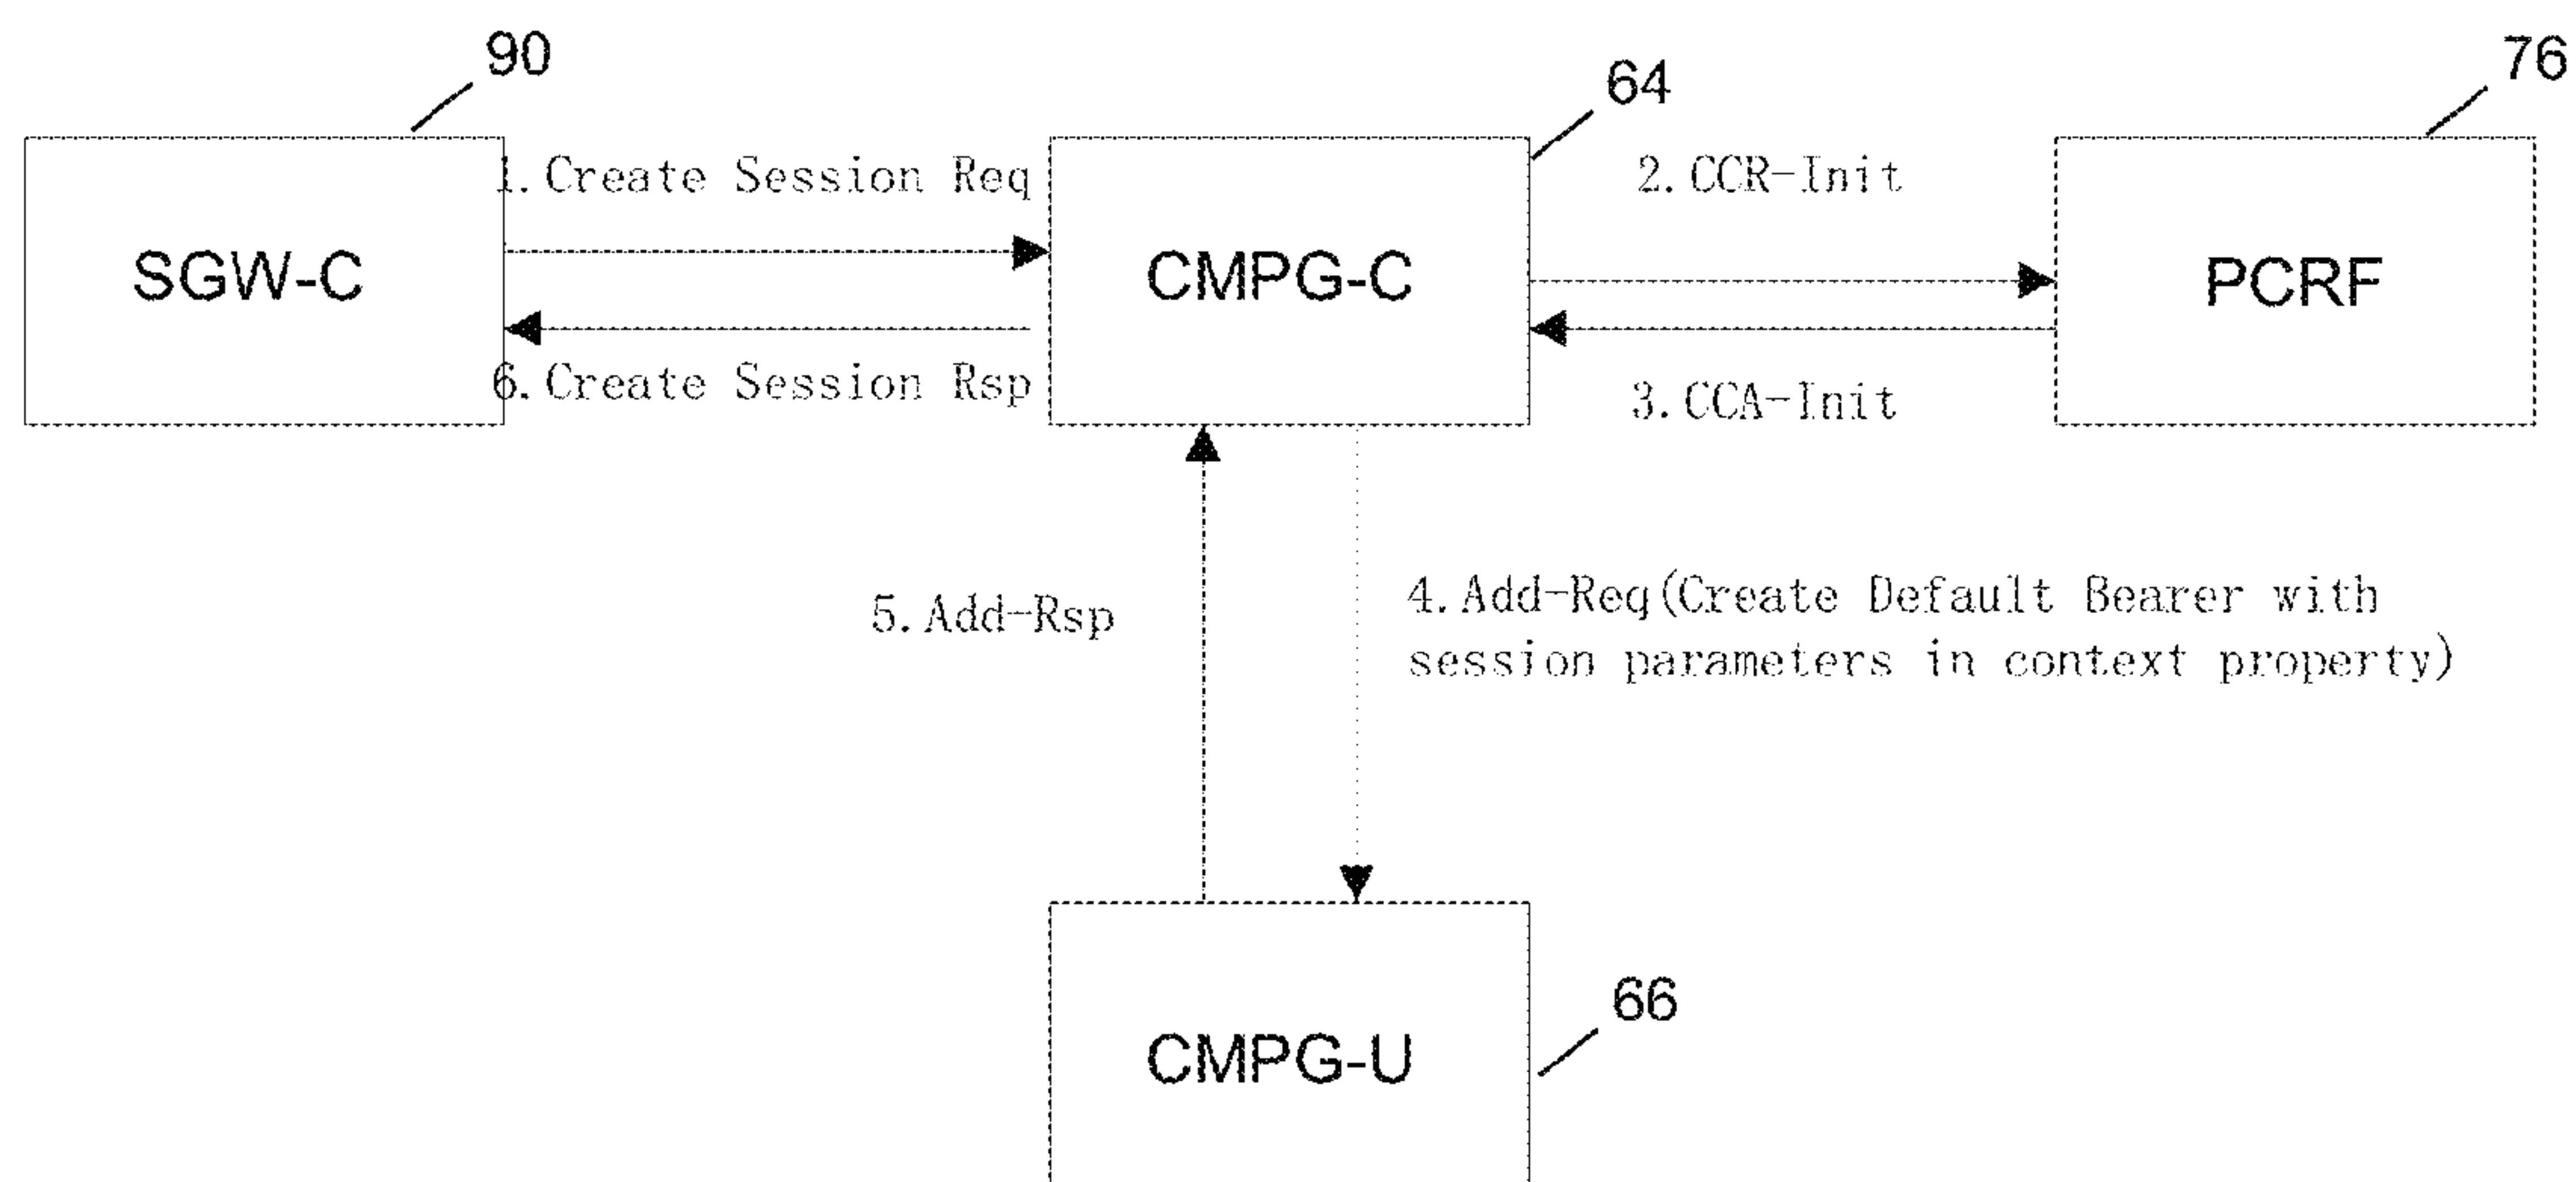 90
64
76
1.Create Session Req
2.CCR-Init
SGW-C
CMPG-C
PCRF
6.Create Session Rsp
3.CCA-Init
5.Add-Rsp
4.Add-Req(Create Default Bearer with
session parameters in context property)
66
CMPG-U